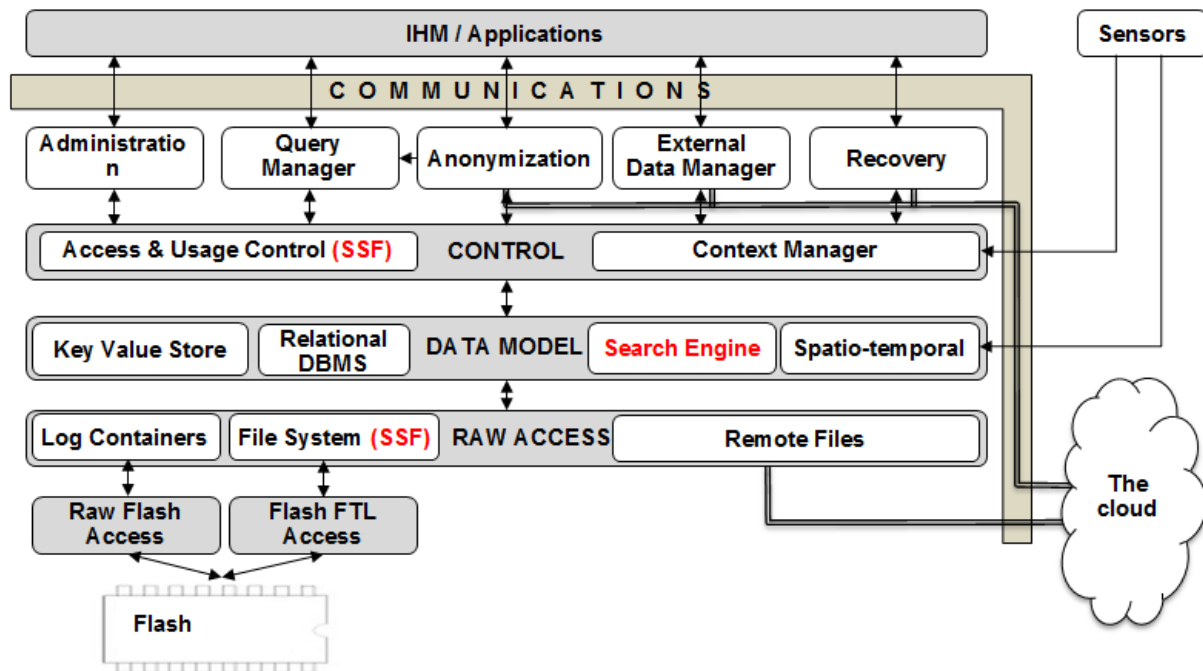 IHM / Applications
Sensors
COMMUNICATIONS
Administratio
n
Query
Manager
Anonymization
External
Data Manager
Recovery
Access & Usage Control (SSF)
CONTROL
Context Manager
Key Value Store
Relational
DBMS
DATA MODEL
Search Engine
Spatio-temporal
Log Containers
File System (SSF)
RAW ACCESS
Remote Files
Raw Flash
Access
Flash FTL
Access
The
cloud
Flash